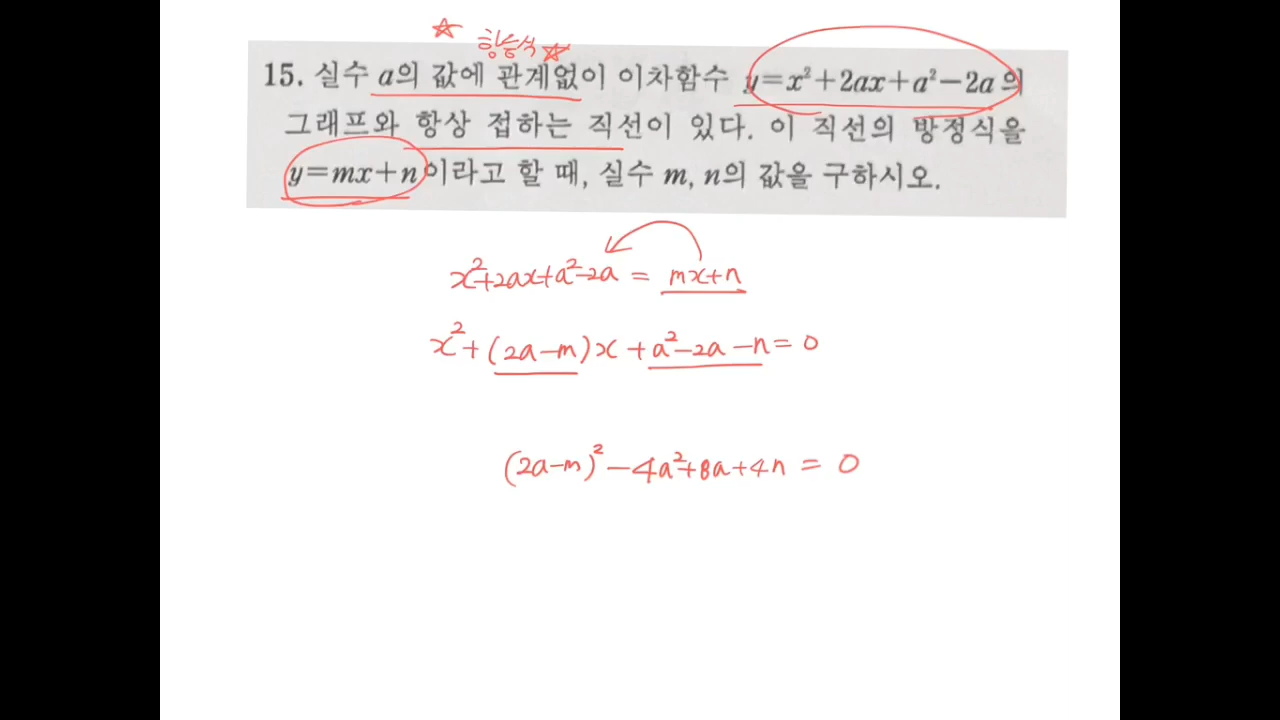 ☆ 항등식 ☆
15. 실수 a의 값에 관계없이 이차함수 y=x²+2ax+a²-2a의
그래프와 항상 접하는 직선이 있다. 이 직선의 방정식을
y=mx+n이라고 할 때, 실수 m, n의 값을 구하시오.
x²+2ax+a²-2a = mx+n
x²+(2a-m)x+a²-2a-n=0
(2a-m)²-4a²+8a+4n = 0